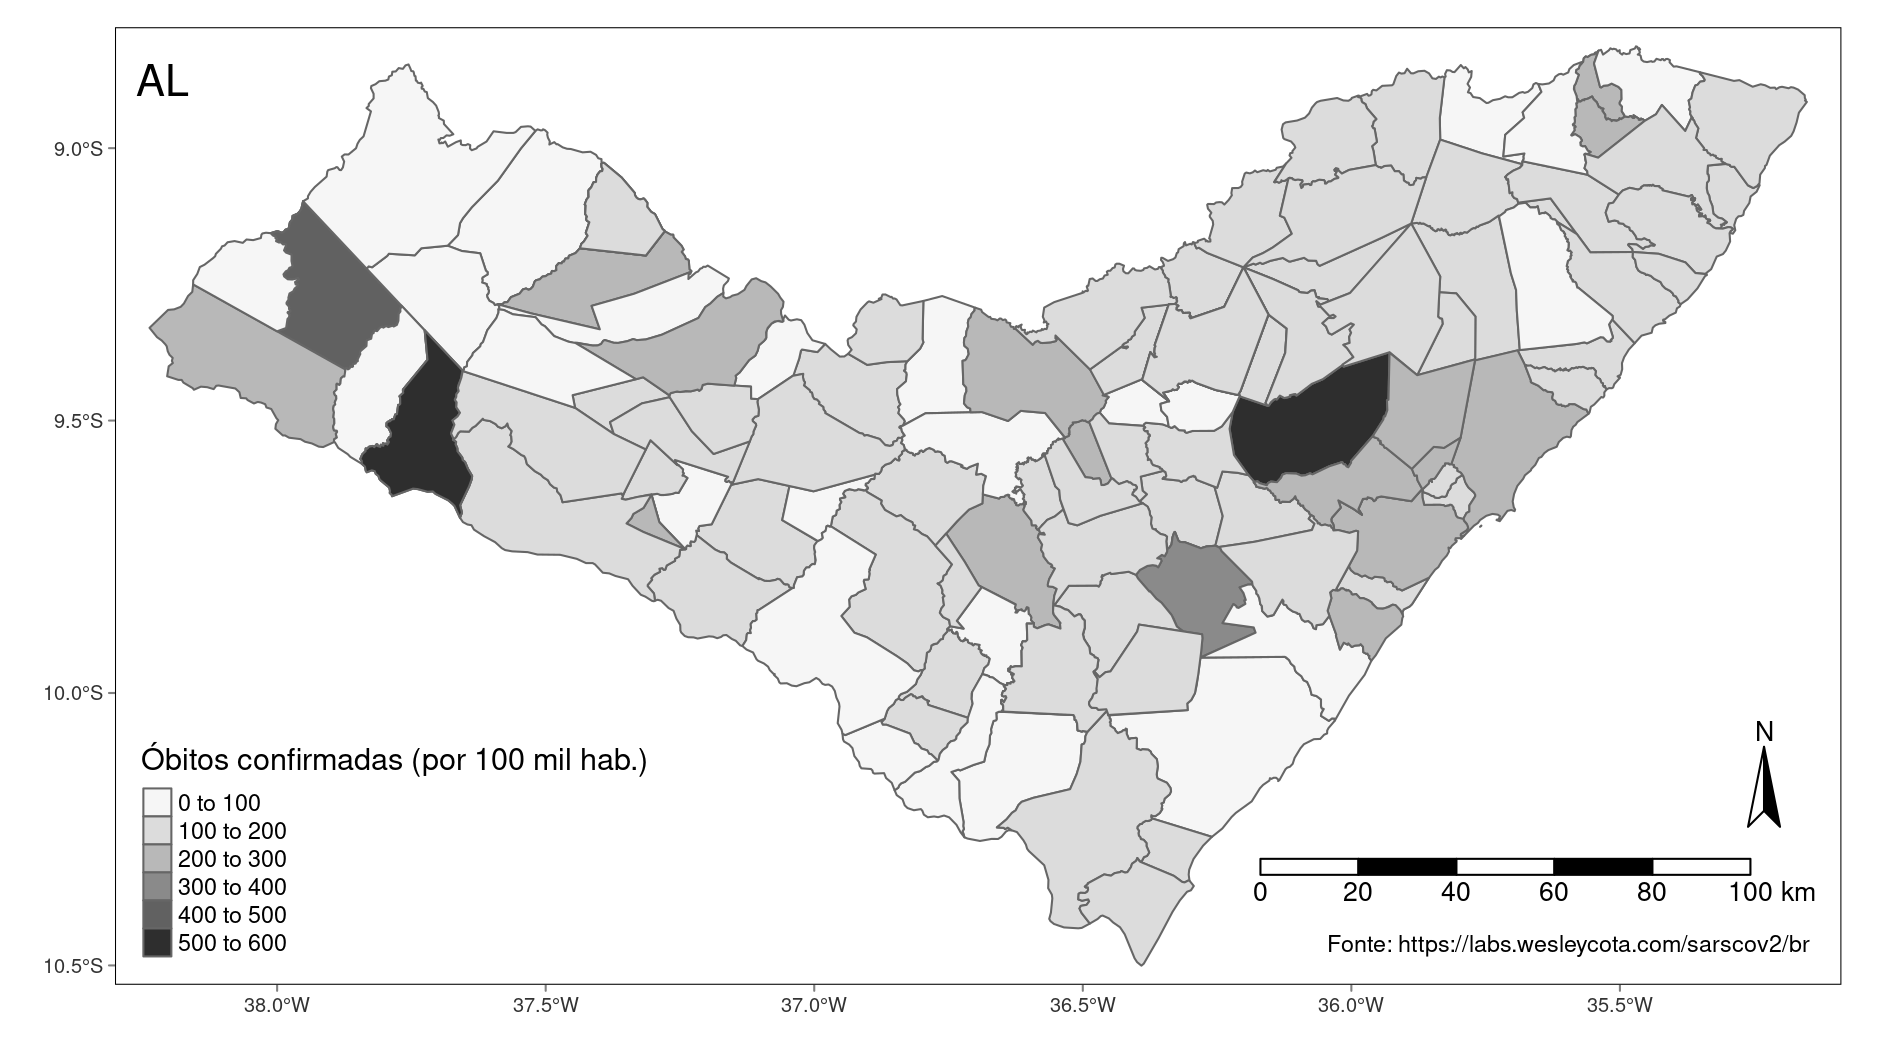 AL
9.0°S
9.5°S
10.0°S
10.5°S
Óbitos confirmadas (por 100 mil hab.)
0 to 100
100 to 200
200 to 300
300 to 400
400 to 500
500 to 600
N
0 20 40 60 80 100 km
Fonte: https://labs.wesleycota.com/sarscov2/br
38.0°W 37.5°W 37.0°W 36.5°W 36.0°W 35.5°W